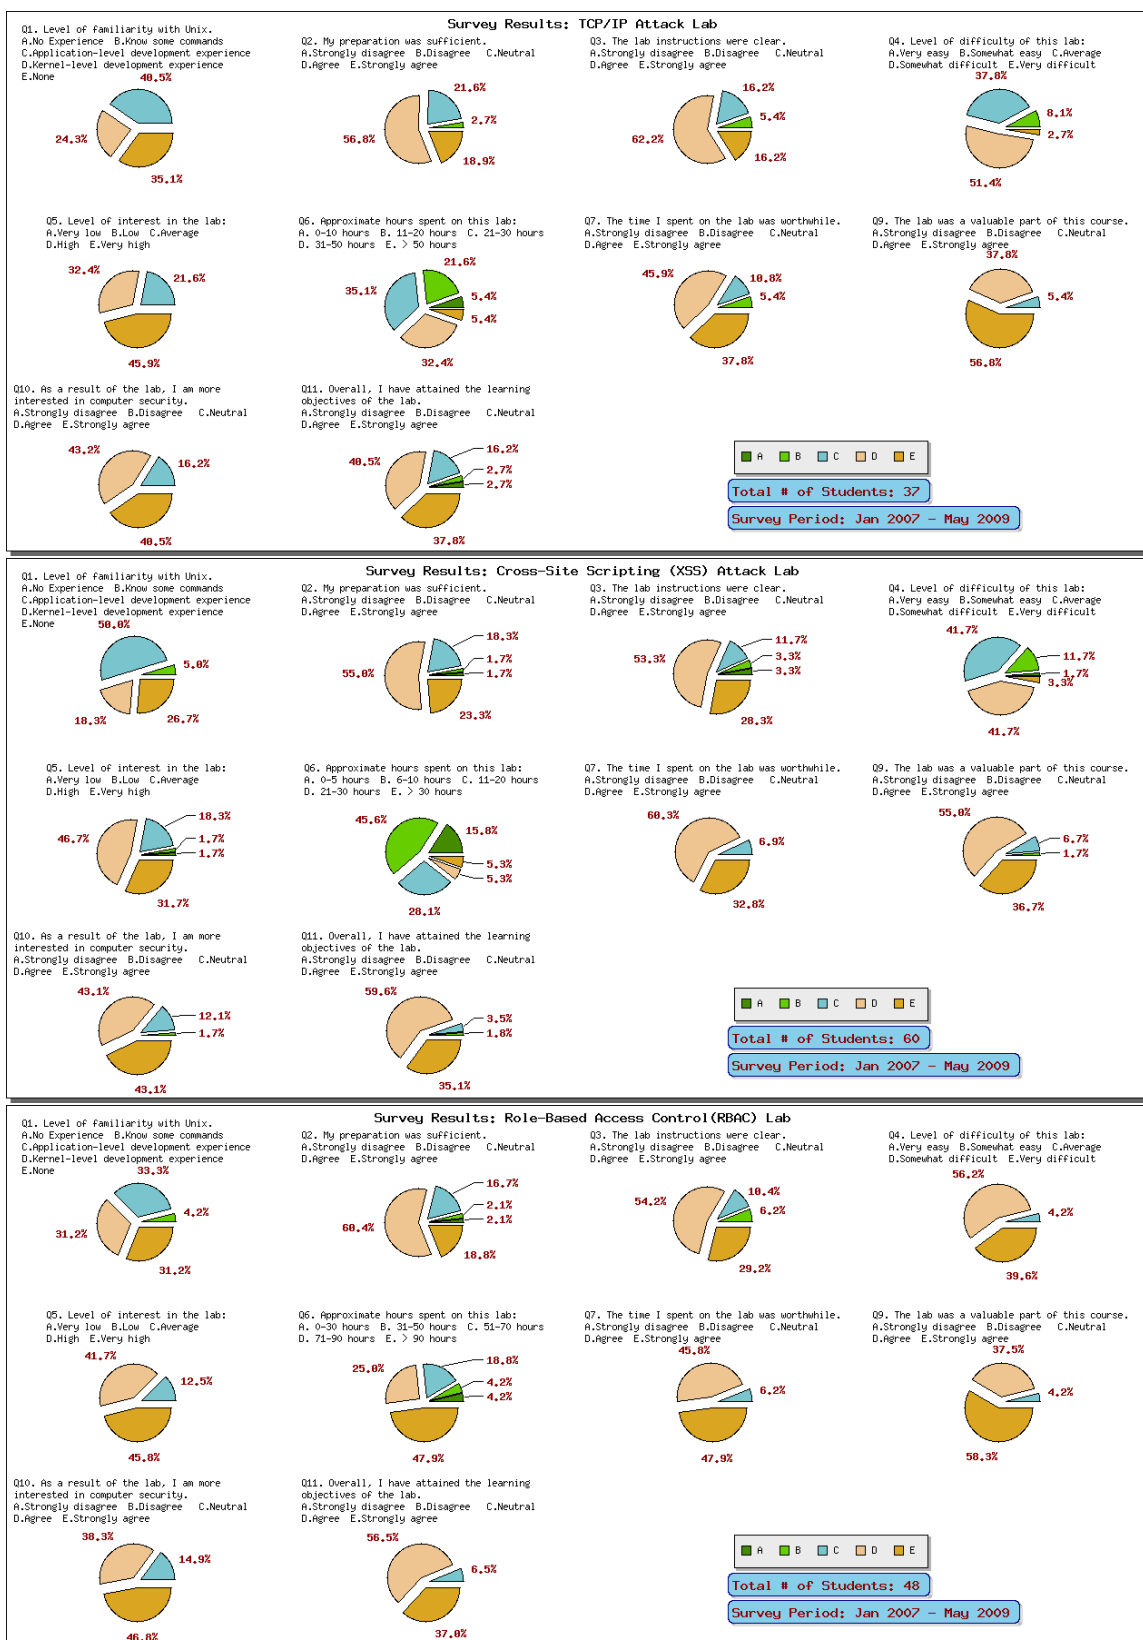 Survey Results: TCP/IP Attack Lab
Q1. Level of familiarity with Unix.
A.No Experience B.Know some commands
C.Application-level development experience
D.Kernel-level development experience
E.None
40.5%
24.3%
35.1%
Q2. My preparation was sufficient.
A.Strongly disagree B.Disagree C.Neutral
D.Agree E.Strongly agree
21.6%
2.7%
56.8%
18.9%
Q3. The lab instructions were clear.
A.Strongly disagree B.Disagree C.Neutral
D.Agree E.Strongly agree
16.2%
5.4%
62.2%
16.2%
Q4. Level of difficulty of this lab:
A.Very easy B.Somewhat easy C.Average
D.Somewhat difficult E.Very difficult
37.8%
8.1%
2.7%
51.4%
Q5. Level of interest in the lab:
A.Very low B.Low C.Average
D.High E.Very high
32.4%
21.6%
45.9%
Q6. Approximate hours spent on this lab:
A. 0-10 hours B. 11-20 hours C. 21-30 hours
D. 31-50 hours E. > 50 hours
21.6%
35.1%
5.4%
5.4%
32.4%
Q7. The time I spent on the lab was worthwhile.
A.Strongly disagree B.Disagree C.Neutral
D.Agree E.Strongly agree
45.9%
10.8%
5.4%
37.8%
Q9. The lab was a valuable part of this course.
A.Strongly disagree B.Disagree C.Neutral
D.Agree E.Strongly agree
37.8%
5.4%
56.8%
Q10. As a result of the lab, I am more
interested in computer security.
A.Strongly disagree B.Disagree C.Neutral
D.Agree E.Strongly agree
43.2%
16.2%
40.5%
Q11. Overall, I have attained the learning
objectives of the lab.
A.Strongly disagree B.Disagree C.Neutral
D.Agree E.Strongly agree
16.2%
40.5%
2.7%
2.7%
37.8%
A B C D E
Total # of Students: 37
Survey Period: Jan 2007 - May 2009
Survey Results: Cross-Site Scripting (XSS) Attack Lab
Q1. Level of familiarity with Unix.
A.No Experience B.Know some commands
C.Application-level development experience
D.Kernel-level development experience
E.None
50.0%
5.0%
18.3%
26.7%
Q2. My preparation was sufficient.
A.Strongly disagree B.Disagree C.Neutral
D.Agree E.Strongly agree
18.3%
1.7%
55.0%
1.7%
23.3%
Q3. The lab instructions were clear.
A.Strongly disagree B.Disagree C.Neutral
D.Agree E.Strongly agree
11.7%
53.3%
3.3%
3.3%
28.3%
Q4. Level of difficulty of this lab:
A.Very easy B.Somewhat easy C.Average
D.Somewhat difficult E.Very difficult
41.7%
11.7%
1.7%
3.3%
41.7%
Q5. Level of interest in the lab:
A.Very low B.Low C.Average
D.High E.Very high
18.3%
46.7%
1.7%
1.7%
31.7%
Q6. Approximate hours spent on this lab:
A. 0-5 hours B. 6-10 hours C. 11-20 hours
D. 21-30 hours E. > 30 hours
45.6%
15.8%
5.3%
5.3%
28.1%
Q7. The time I spent on the lab was worthwhile.
A.Strongly disagree B.Disagree C.Neutral
D.Agree E.Strongly agree
60.3%
6.9%
32.8%
Q9. The lab was a valuable part of this course.
A.Strongly disagree B.Disagree C.Neutral
D.Agree E.Strongly agree
55.0%
6.7%
1.7%
36.7%
Q10. As a result of the lab, I am more
interested in computer security.
A.Strongly disagree B.Disagree C.Neutral
D.Agree E.Strongly agree
43.1%
12.1%
1.7%
43.1%
Q11. Overall, I have attained the learning
objectives of the lab.
A.Strongly disagree B.Disagree C.Neutral
D.Agree E.Strongly agree
59.6%
3.5%
1.8%
35.1%
A B C D E
Total # of Students: 60
Survey Period: Jan 2007 - May 2009
Survey Results: Role-Based Access Control(RBAC) Lab
Q1. Level of familiarity with Unix.
A.No Experience B.Know some commands
C.Application-level development experience
D.Kernel-level development experience
E.None
33.3%
4.2%
31.2%
31.2%
Q2. My preparation was sufficient.
A.Strongly disagree B.Disagree C.Neutral
D.Agree E.Strongly agree
16.7%
2.1%
2.1%
60.4%
18.8%
Q3. The lab instructions were clear.
A.Strongly disagree B.Disagree C.Neutral
D.Agree E.Strongly agree
54.2%
10.4%
6.2%
29.2%
Q4. Level of difficulty of this lab:
A.Very easy B.Somewhat easy C.Average
D.Somewhat difficult E.Very difficult
56.2%
4.2%
39.6%
Q5. Level of interest in the lab:
A.Very low B.Low C.Average
D.High E.Very high
41.7%
12.5%
45.8%
Q6. Approximate hours spent on this lab:
A. 0-30 hours B. 31-50 hours C. 51-70 hours
D. 71-90 hours E. > 90 hours
25.0%
18.8%
4.2%
4.2%
47.9%
Q7. The time I spent on the lab was worthwhile.
A.Strongly disagree B.Disagree C.Neutral
D.Agree E.Strongly agree
45.8%
6.2%
47.9%
Q9. The lab was a valuable part of this course.
A.Strongly disagree B.Disagree C.Neutral
D.Agree E.Strongly agree
37.5%
4.2%
58.3%
Q10. As a result of the lab, I am more
interested in computer security.
A.Strongly disagree B.Disagree C.Neutral
D.Agree E.Strongly agree
38.3%
14.9%
46.8%
Q11. Overall, I have attained the learning
objectives of the lab.
A.Strongly disagree B.Disagree C.Neutral
D.Agree E.Strongly agree
56.5%
6.5%
37.0%
A B C D E
Total # of Students: 48
Survey Period: Jan 2007 - May 2009